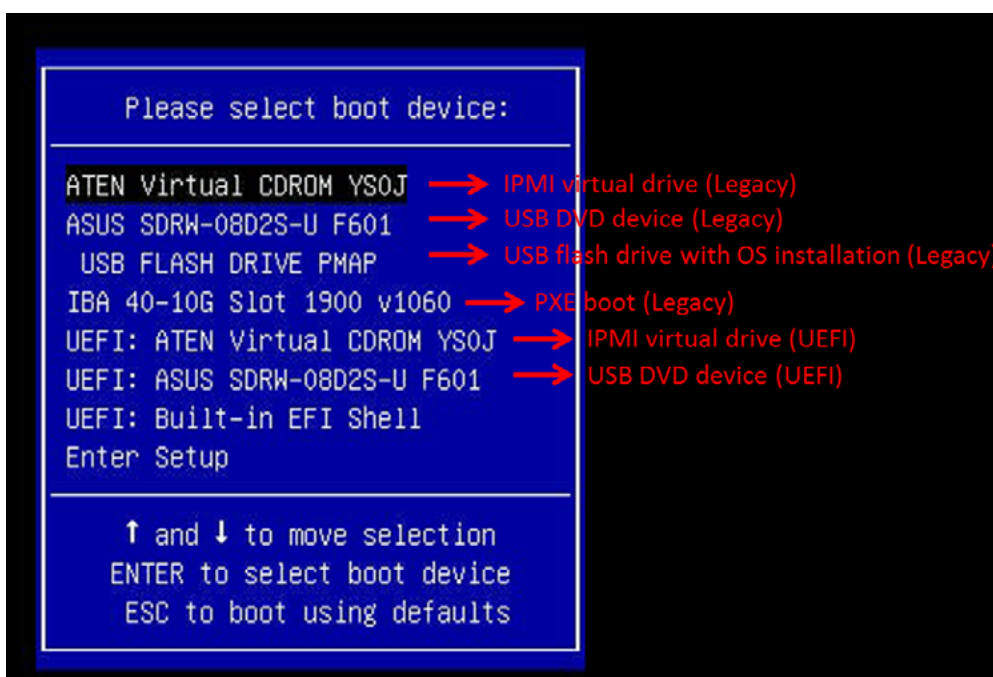 Please select boot device:
ATEN Virtual CDROM YS0J → IPMI virtual drive (Legacy)
ASUS SDRW-08D2S-U F601 → USB DVD device (Legacy)
USB FLASH DRIVE PMAP → USB flash drive with OS installation (Legacy)
IBA 40-10G Slot 1900 v1060 → PXE boot (Legacy)
UEFI: ATEN Virtual CDROM YS0J → IPMI virtual drive (UEFI)
UEFI: ASUS SDRW-08D2S-U F601 → USB DVD device (UEFI)
UEFI: Built-in EFI Shell
Enter Setup
↑ and ↓ to move selection
ENTER to select boot device
ESC to boot using defaults